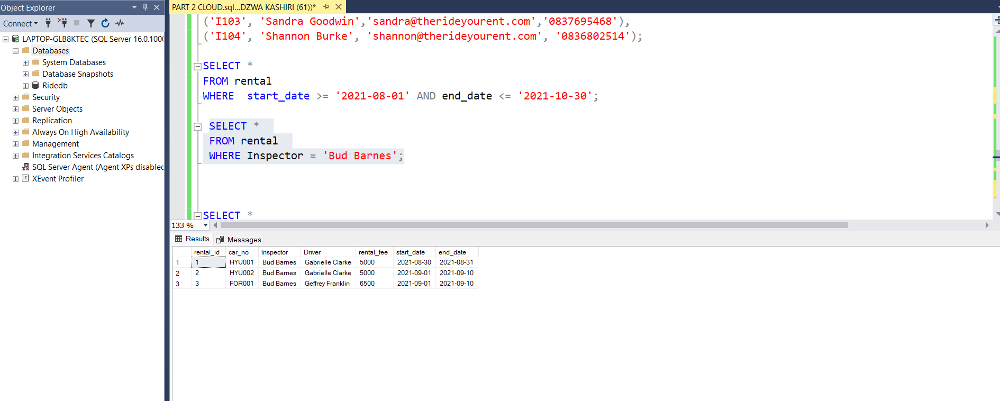 Object Explorer
Connect
LAPTOP-GLB8KTEC (SQL Server 16.0.1000
Databases
System Databases
Database Snapshots
Ridedb
Security
Server Objects
Replication
Always On High Availability
Management
Integration Services Catalogs
SQL Server Agent (Agent XPs disabled
XEvent Profiler
PART 2 CLOUD.sql...DZWA KASHIRI (61))*
('I103', 'Sandra Goodwin','sandra@therideyourent.com','0837695468'),
('I104', 'Shannon Burke', 'shannon@therideyourent.com', '0836802514');
SELECT *
FROM rental
WHERE  start_date >= '2021-08-01' AND end_date <= '2021-10-30';
SELECT *
FROM rental
WHERE Inspector = 'Bud Barnes';
SELECT *
133 %
Results Messages
rental_id car_no Inspector Driver rental_fee start_date end_date
1 1 HYU001 Bud Barnes Gabrielle Clarke 5000 2021-08-30 2021-08-31
2 2 HYU002 Bud Barnes Gabrielle Clarke 5000 2021-09-01 2021-09-10
3 3 FOR001 Bud Barnes Geffrey Franklin 6500 2021-09-01 2021-09-10